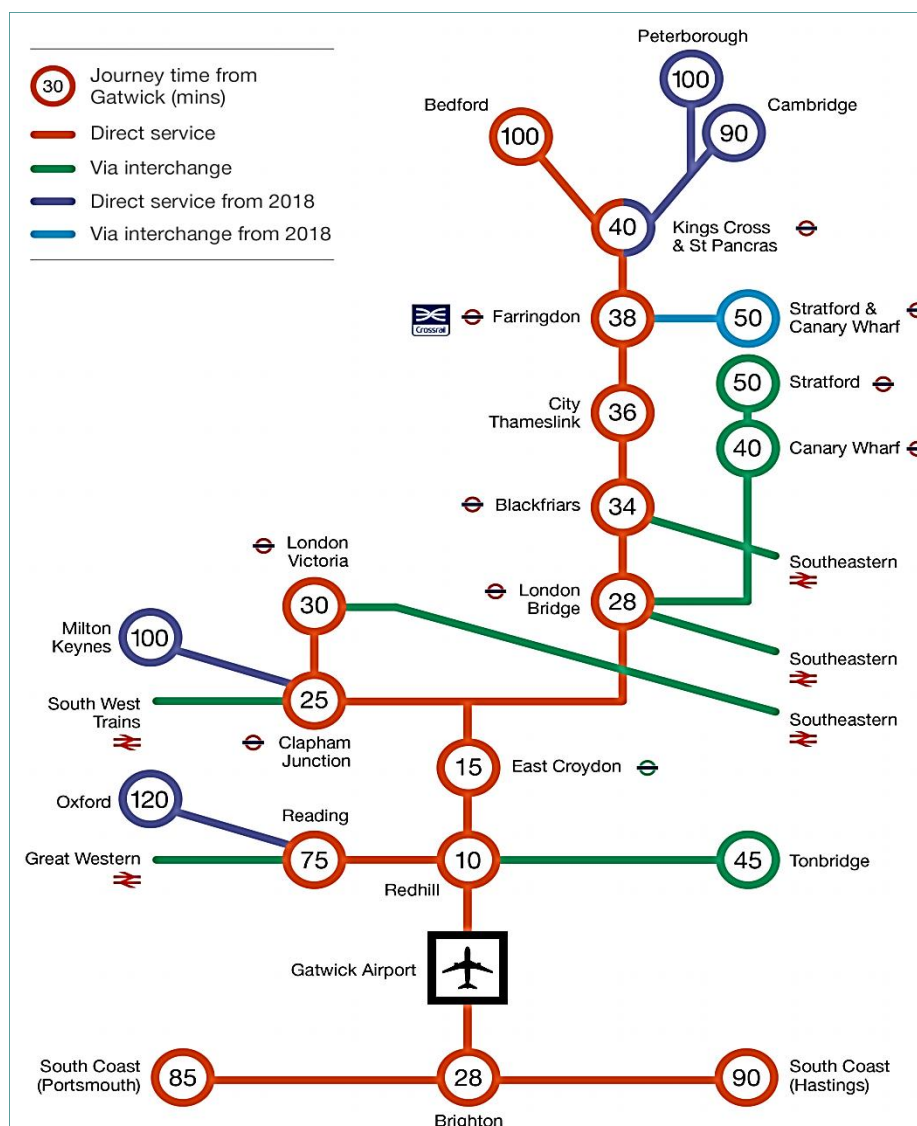 30
Journey time from
Gatwick (mins)
Direct service
Via interchange
Direct service from 2018
Via interchange from 2018
Peterborough
100
Bedford
100
Cambridge
90
40
Kings Cross
& St Pancras
Crossrail
Farringdon
38
50
Stratford &
Canary Wharf
50
Stratford
City
Thameslink
36
40
Canary Wharf
Blackfriars
34
Southeastern
London
Victoria
30
London
Bridge
28
Southeastern
Milton
Keynes
100
South West
Trains
25
Clapham
Junction
Southeastern
15
East Croydon
Oxford
120
Reading
Great Western
75
10
Redhill
45
Tonbridge
Gatwick Airport
South Coast
(Portsmouth)
85
28
Brighton
90
South Coast
(Hastings)